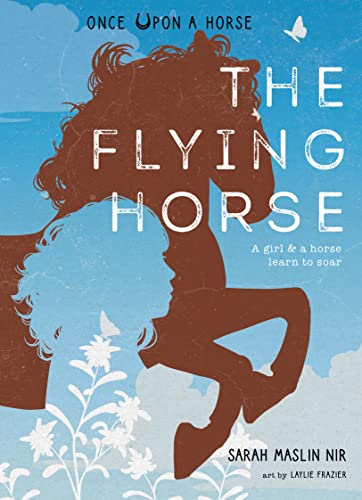 ONCE UPON A HORSE
THE
FLYING
HORSE
A girl & a horse
learn to soar
SARAH MASLIN NIR
art by LAYLIE FRAZIER